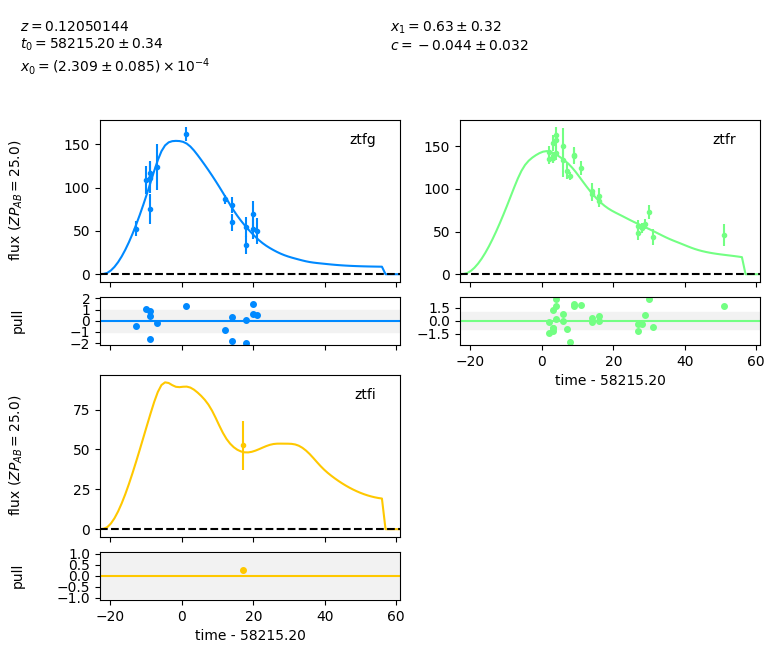 z = 0.12050144
t₀ = 58215.20 ± 0.34
x₀ = (2.309 ± 0.085) × 10⁻⁴
x₁ = 0.63 ± 0.32
c = −0.044 ± 0.032
ztfg
flux (ZP_AB = 25.0)
150
100
50
0
ztfr
150
100
50
0
pull
2
1
0
−1
−2
1.5
0.0
−1.5
−20 0 20 40 60
time - 58215.20
ztfi
flux (ZP_AB = 25.0)
75
50
25
0
pull
1.0
0.5
0.0
−0.5
−1.0
−20 0 20 40 60
time - 58215.20